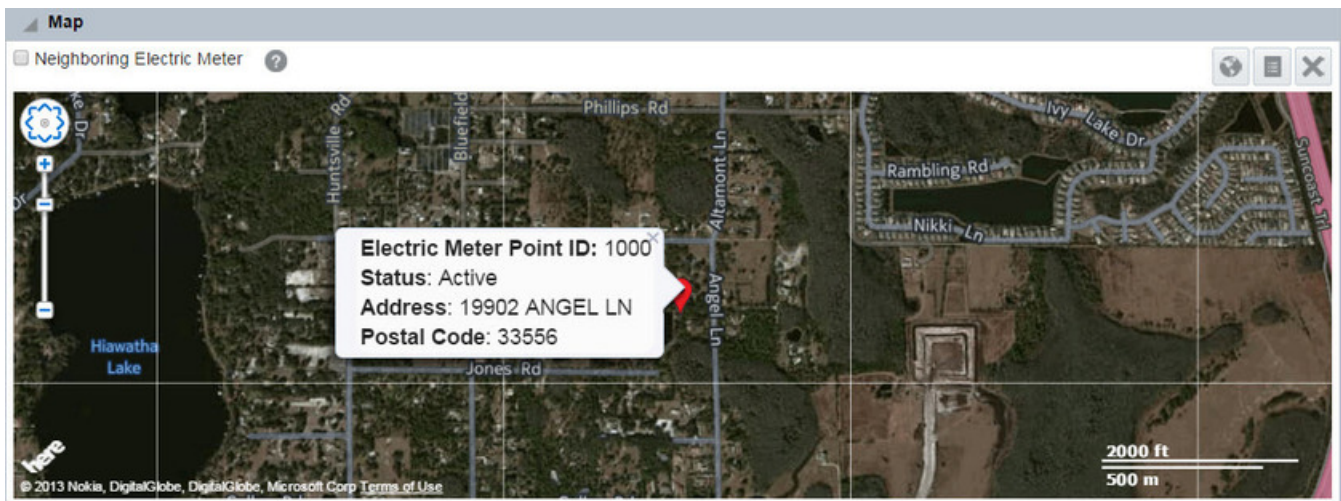 Map
Neighboring Electric Meter ?
Phillips Rd
Ivy Lake Dr
Huntsville Rd
Bluefield
Altamont Ln
Rambling Rd
Suncoast Trl
Nikki Ln
Electric Meter Point ID: 1000
Status: Active
Address: 19902 ANGEL LN
Postal Code: 33556
Angel Ln
Hiawatha
Lake
Jones Rd
2000 ft
500 m
here
© 2013 Nokia, DigitalGlobe, DigitalGlobe, Microsoft Corp Terms of Use